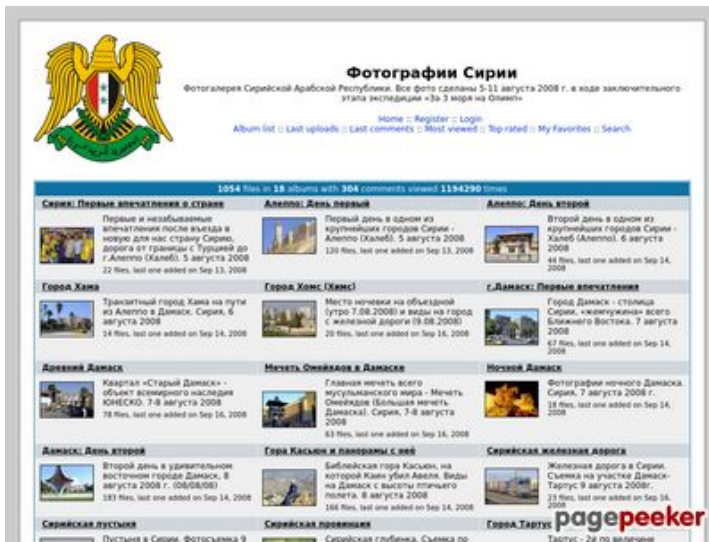 Фотографии Сирии
Фотогалерея Сирийской Арабской Республики. Все фото сделаны 5-11 августа 2008 г. в ходе заключительного
этапа экспедиции «За 3 моря на Олимп»
Home :: Register :: Login
Album list :: Last uploads :: Last comments :: Most viewed :: Top rated :: My Favorites :: Search
1054 files in 18 albums with 304 comments viewed 1194290 times
Сирия: Первые впечатления о стране
Первые и незабываемые
впечатления после въезда в
новую для нас страну Сирию,
дорога от границы с Турцией до
г.Алеппо (Халеб). 5 августа 2008
22 files, last one added on Sep 13, 2008
Алеппо: День первый
Первый день в одном из
крупнейших городов Сирии -
Алеппо (Халеб). 5 августа 2008
120 files, last one added on Sep 13, 2008
Алеппо: День второй
Второй день в одном из
крупнейших городов Сирии -
Халеб (Алеппо). 6 августа
2008
44 files, last one added on Sep 14,
2008
Город Хама
Транзитный город Хама на пути
из Алеппо в Дамаск. Сирия, 6
августа 2008
14 files, last one added on Sep 14, 2008
Город Хомс (Химс)
Место ночевки на объездной
(утро 7.08.2008) и виды на город
с железной дороги (9.08.2008)
20 files, last one added on Sep 16, 2008
г.Дамаск: Первые впечатления
Город Дамаск - столица
Сирии, «жемчужина» всего
Ближнего Востока. 7 августа
2008
67 files, last one added on Sep 14,
2008
Древний Дамаск
Квартал «Старый Дамаск» -
объект всемирного наследия
ЮНЕСКО. 7-8 августа 2008
78 files, last one added on Sep 16, 2008
Мечеть Омейядов в Дамаске
Главная мечеть всего
мусульманского мира - Мечеть
Омейядов (Большая мечеть
Дамаска). Сирия, 7-8 августа
2008
63 files, last one added on Sep 16, 2008
Ночной Дамаск
Фотографии ночного Дамаска.
Сирия, 7 августа 2008 г.
18 files, last one added on Sep 14,
2008
Дамаск: День второй
Второй день в удивительном
восточном городе Дамаск, 8
августа 2008 г. (08/08/08)
183 files, last one added on Sep 14, 2008
Гора Касьюн и панорамы с неё
Библейская гора Касьюн, на
которой Каин убил Авеля. Виды
на Дамаск с высоты птичьего
полета. 8 августа 2008
166 files, last one added on Sep 14, 2008
Сирийская железная дорога
Железная дорога в Сирии.
Съемка на участке Дамаск-
Тартус 9 августа 2008г.
23 files, last one added on Sep 16,
2008
Сирийская пустыня
Пустыня в Сирии. Фотосъемка 9
Сирийская провинция
Сирийская глубинка. Съемка по
Город Тартус
Тартус - 2й по величине
pagepeeker